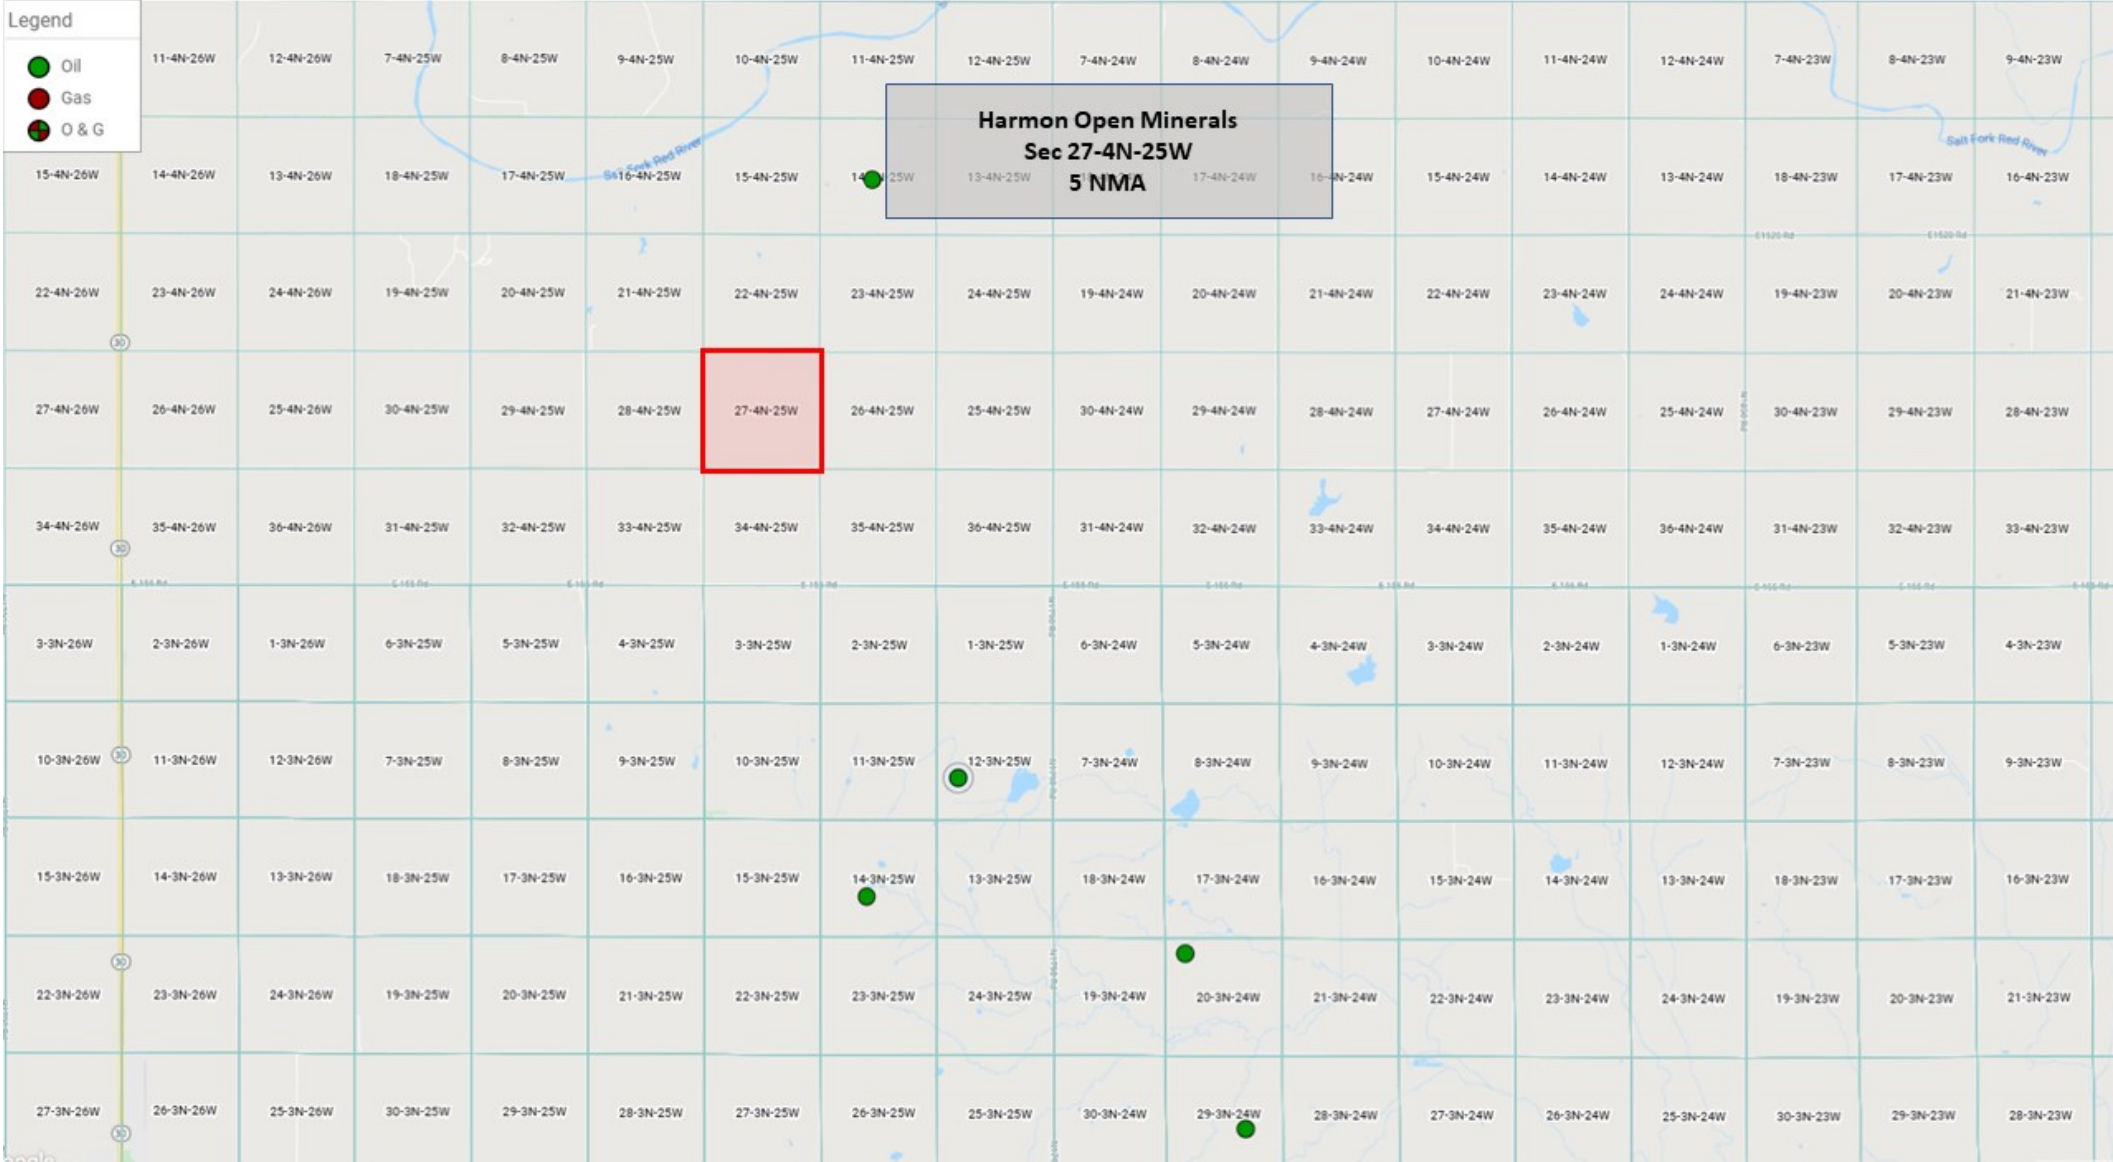 Legend
Oil
Gas
O & G
11-4N-26W 12-4N-26W 7-4N-25W 8-4N-25W 9-4N-25W 10-4N-25W 11-4N-25W 12-4N-25W 7-4N-24W 8-4N-24W 9-4N-24W 10-4N-24W 11-4N-24W 12-4N-24W 7-4N-23W 8-4N-23W 9-4N-23W
Harmon Open Minerals
Sec 27-4N-25W
5 NMA
Salt Fork Red River
Salt Fork Red River
15-4N-26W 14-4N-26W 13-4N-26W 18-4N-25W 17-4N-25W 16-4N-25W 15-4N-25W 14 25W 13-4N-25W 17-4N-24W 16-4N-24W 15-4N-24W 14-4N-24W 13-4N-24W 18-4N-23W 17-4N-23W 16-4N-23W
E1520 Rd E1520 Rd
22-4N-26W 23-4N-26W 24-4N-26W 19-4N-25W 20-4N-25W 21-4N-25W 22-4N-25W 23-4N-25W 24-4N-25W 19-4N-24W 20-4N-24W 21-4N-24W 22-4N-24W 23-4N-24W 24-4N-24W 19-4N-23W 20-4N-23W 21-4N-23W
30
27-4N-26W 26-4N-26W 25-4N-26W 30-4N-25W 29-4N-25W 28-4N-25W 27-4N-25W 26-4N-25W 25-4N-25W 30-4N-24W 29-4N-24W 28-4N-24W 27-4N-24W 26-4N-24W 25-4N-24W 30-4N-23W 29-4N-23W 28-4N-23W
34-4N-26W 35-4N-26W 36-4N-26W 31-4N-25W 32-4N-25W 33-4N-25W 34-4N-25W 35-4N-25W 36-4N-25W 31-4N-24W 32-4N-24W 33-4N-24W 34-4N-24W 35-4N-24W 36-4N-24W 31-4N-23W 32-4N-23W 33-4N-23W
30
3-3N-26W 2-3N-26W 1-3N-26W 6-3N-25W 5-3N-25W 4-3N-25W 3-3N-25W 2-3N-25W 1-3N-25W 6-3N-24W 5-3N-24W 4-3N-24W 3-3N-24W 2-3N-24W 1-3N-24W 6-3N-23W 5-3N-23W 4-3N-23W
10-3N-26W 30 11-3N-26W 12-3N-26W 7-3N-25W 8-3N-25W 9-3N-25W 10-3N-25W 11-3N-25W 12-3N-25W 7-3N-24W 8-3N-24W 9-3N-24W 10-3N-24W 11-3N-24W 12-3N-24W 7-3N-23W 8-3N-23W 9-3N-23W
15-3N-26W 14-3N-26W 13-3N-26W 18-3N-25W 17-3N-25W 16-3N-25W 15-3N-25W 14-3N-25W 13-3N-25W 18-3N-24W 17-3N-24W 16-3N-24W 15-3N-24W 14-3N-24W 13-3N-24W 18-3N-23W 17-3N-23W 16-3N-23W
30
22-3N-26W 23-3N-26W 24-3N-26W 19-3N-25W 20-3N-25W 21-3N-25W 22-3N-25W 23-3N-25W 24-3N-25W 19-3N-24W 20-3N-24W 21-3N-24W 22-3N-24W 23-3N-24W 24-3N-24W 19-3N-23W 20-3N-23W 21-3N-23W
27-3N-26W 26-3N-26W 25-3N-26W 30-3N-25W 29-3N-25W 28-3N-25W 27-3N-25W 26-3N-25W 25-3N-25W 30-3N-24W 29-3N-24W 28-3N-24W 27-3N-24W 26-3N-24W 25-3N-24W 30-3N-23W 29-3N-23W 28-3N-23W
30